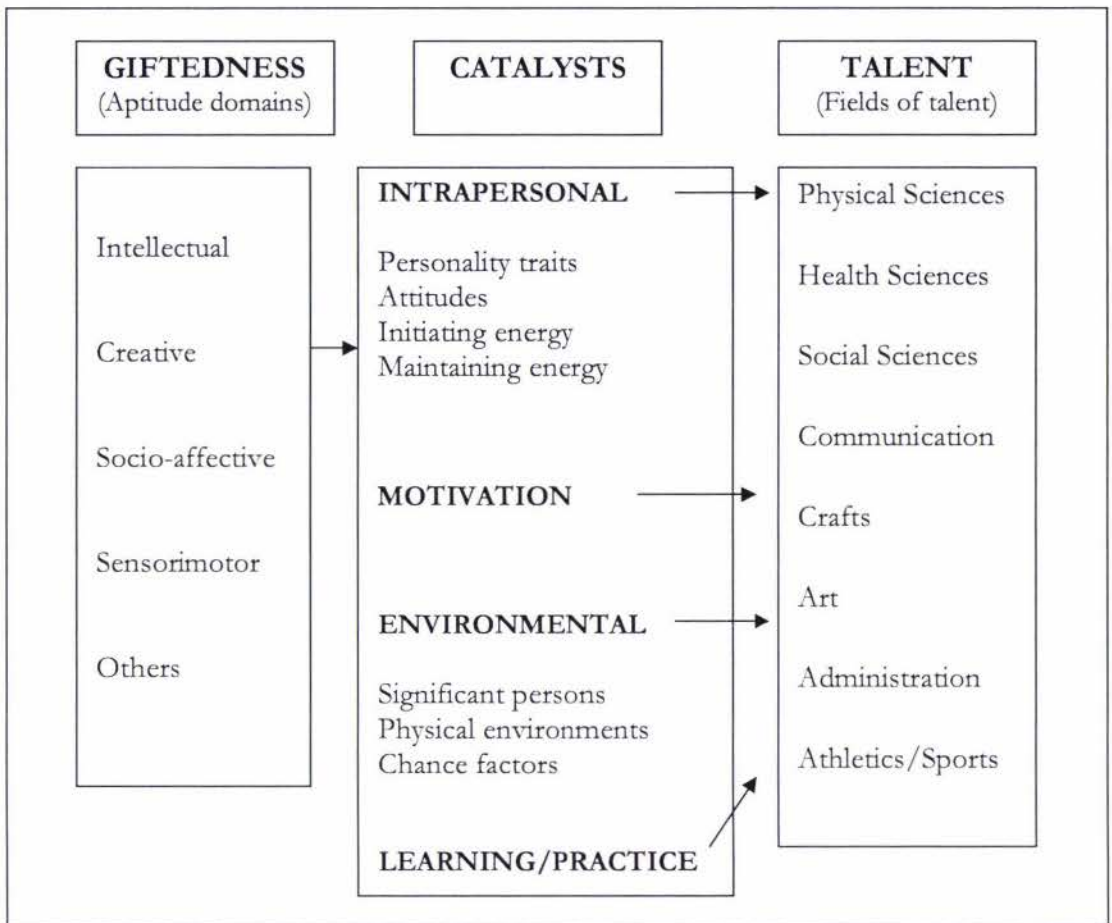 GIFTEDNESS
(Aptitude domains)
CATALYSTS
TALENT
(Fields of talent)
Intellectual
Creative
Socio-affective
Sensorimotor
Others
INTRAPERSONAL
Personality traits
Attitudes
Initiating energy
Maintaining energy
MOTIVATION
ENVIRONMENTAL
Significant persons
Physical environments
Chance factors
LEARNING/PRACTICE
Physical Sciences
Health Sciences
Social Sciences
Communication
Crafts
Art
Administration
Athletics/Sports